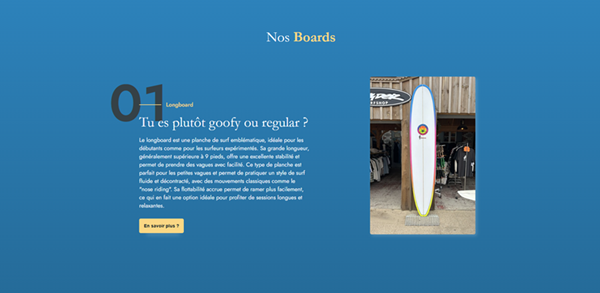 Nos Boards
01
Longboard
Tu es plutôt goofy ou regular ?
Le longboard est une planche de surf emblématique, idéale pour les
débutants comme pour les surfeurs expérimentés. Sa grande longueur,
généralement supérieure à 9 pieds, offre une excellente stabilité et
permet de prendre des vagues avec facilité. Ce type de planche est
parfait pour les petites vagues et permet de pratiquer un style de surf
fluide et décontracté, avec des mouvements classiques comme le
"nose riding". Sa flottabilité accrue permet de ramer plus facilement,
ce qui en fait une option idéale pour profiter de sessions longues et
relaxantes.
En savoir plus ?